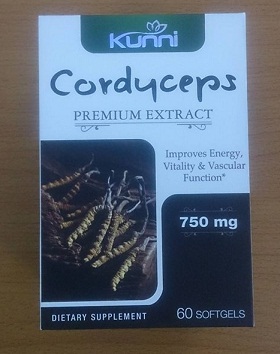 Kunni
Cordyceps
PREMIUM EXTRACT
Improves Energy,
Vitality & Vascular
Function*
750 mg
DIETARY SUPPLEMENT
60 SOFTGELS